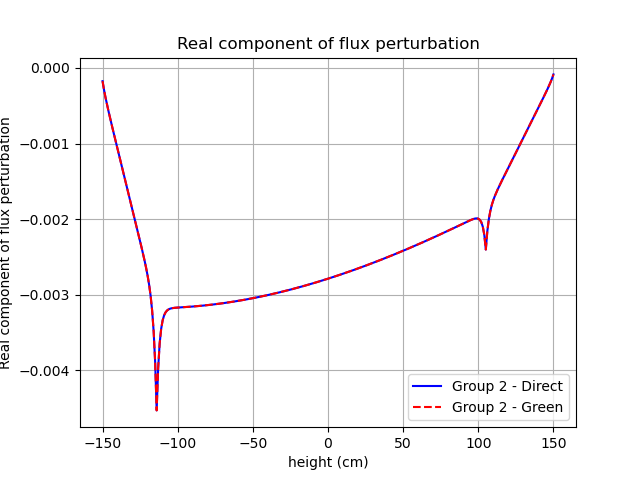 Real component of flux perturbation
Real component of flux perturbation
0.000
−0.001
−0.002
−0.003
−0.004
−150
−100
−50
0
50
100
150
height (cm)
Group 2 - Direct
Group 2 - Green